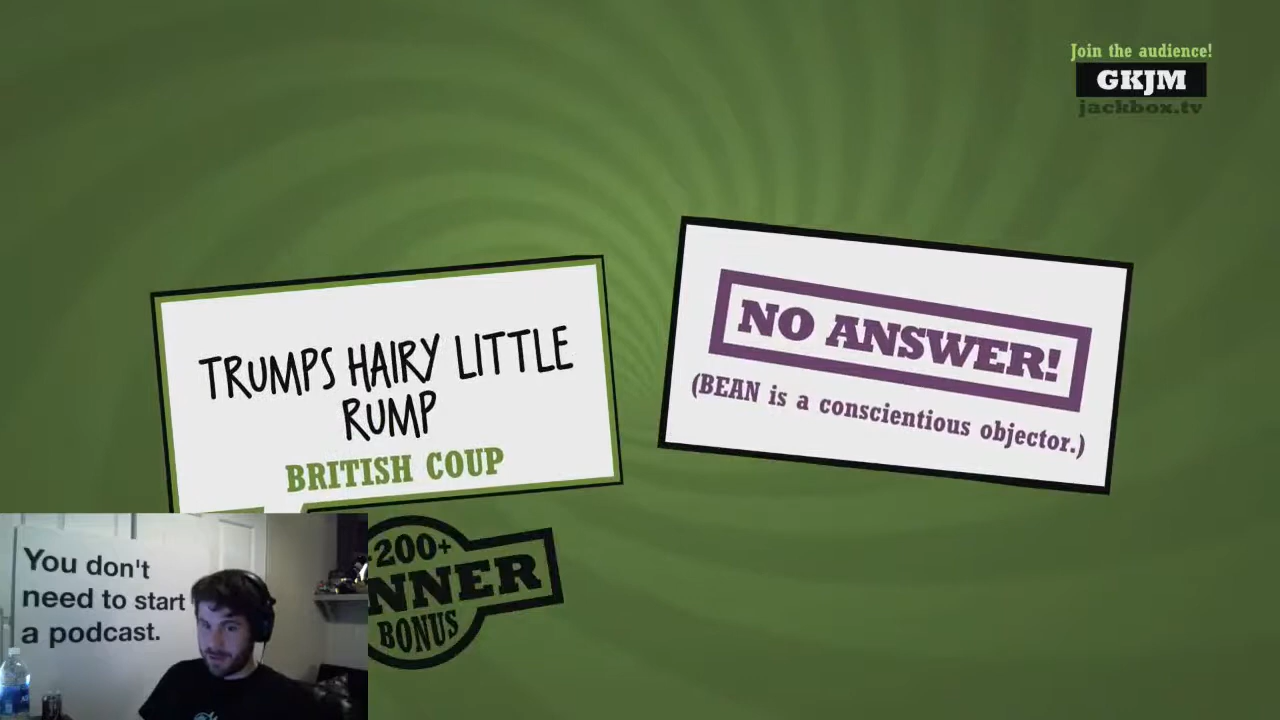 Join the audience!
GKJM
jackbox.tv
TRUMPS HAIRY LITTLE
RUMP
BRITISH COUP
NO ANSWER!
(BEAN is a conscientious objector.)
200+
BONUS
You don't
need to start
a podcast.